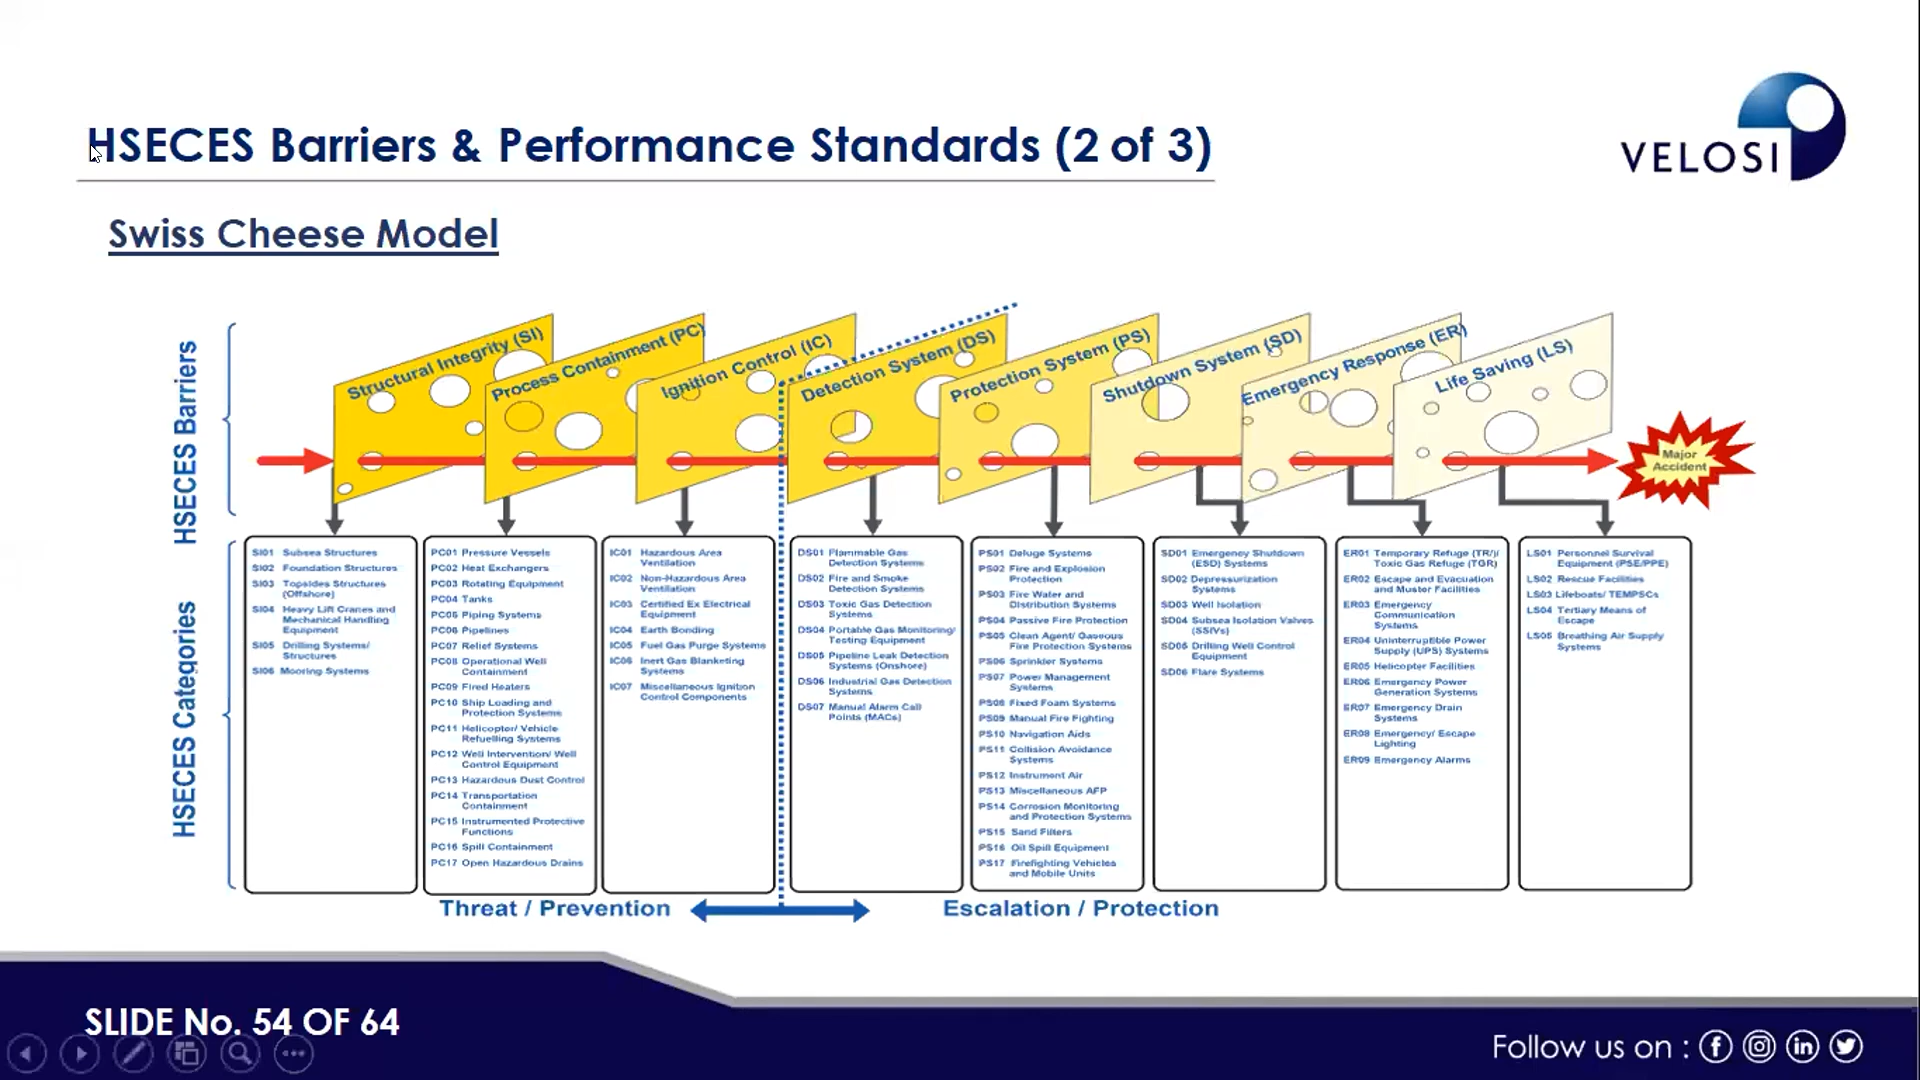 HSECES Barriers & Performance Standards (2 of 3)
VELOSI
Swiss Cheese Model
HSECES Barriers
Structural Integrity (SI)
Process Containment (PC)
Ignition Control (IC)
Detection System (DS)
Protection System (PS)
Shutdown System (SD)
Emergency Response (ER)
Life Saving (LS)
Major
Accident
HSECES Categories
SI01 Subsea Structures
SI02 Foundation Structures
SI03 Topsides Structures
(Offshore)
SI04 Heavy Lift Cranes and
Mechanical Handling
Equipment
SI05 Drilling Systems/
Structures
SI06 Mooring Systems
PC01 Pressure Vessels
PC02 Heat Exchangers
PC03 Rotating Equipment
PC04 Tanks
PC05 Piping Systems
PC06 Pipelines
PC07 Relief Systems
PC08 Operational Well
Containment
PC09 Fired Heaters
PC10 Ship Loading and
Protection Systems
PC11 Helicopter/ Vehicle
Refuelling Systems
PC12 Well Intervention/ Well
Control Equipment
PC13 Hazardous Dust Control
PC14 Transportation
Containment
PC15 Instrumented Protective
Functions
PC16 Spill Containment
PC17 Open Hazardous Drains
IC01 Hazardous Area
Ventilation
IC02 Non-Hazardous Area
Ventilation
IC03 Certified Ex Electrical
Equipment
IC04 Earth Bonding
IC05 Fuel Gas Purge Systems
IC06 Inert Gas Blanketing
Systems
IC07 Miscellaneous Ignition
Control Components
DS01 Flammable Gas
Detection Systems
DS02 Fire and Smoke
Detection Systems
DS03 Toxic Gas Detection
Systems
DS04 Portable Gas Monitoring/
Testing Equipment
DS05 Pipeline Leak Detection
Systems (Onshore)
DS06 Industrial Gas Detection
Systems
DS07 Manual Alarm Call
Points (MACs)
PS01 Deluge Systems
PS02 Fire and Explosion
Protection
PS03 Fire Water and
Distribution Systems
PS04 Passive Fire Protection
PS05 Clean Agent/ Gaseous
Fire Protection Systems
PS06 Sprinkler Systems
PS07 Power Management
Systems
PS08 Fixed Foam Systems
PS09 Manual Fire Fighting
PS10 Navigation Aids
PS11 Collision Avoidance
Systems
PS12 Instrument Air
PS13 Miscellaneous AFP
PS14 Corrosion Monitoring
and Protection Systems
PS15 Sand Filters
PS16 Oil Spill Equipment
PS17 Firefighting Vehicles
and Mobile Units
SD01 Emergency Shutdown
(ESD) Systems
SD02 Depressurization
Systems
SD03 Well Isolation
SD04 Subsea Isolation Valves
(SSIVs)
SD05 Drilling Well Control
Equipment
SD06 Flare Systems
ER01 Temporary Refuge (TR)/
Toxic Gas Refuge (TGR)
ER02 Escape and Evacuation
and Muster Facilities
ER03 Emergency
Communication
Systems
ER04 Uninterruptible Power
Supply (UPS) Systems
ER05 Helicopter Facilities
ER06 Emergency Power
Generation Systems
ER07 Emergency Drain
Systems
ER08 Emergency/ Escape
Lighting
ER09 Emergency Alarms
LS01 Personnel Survival
Equipment (PSE/PPE)
LS02 Rescue Facilities
LS03 Lifeboats/ TEMPSCs
LS04 Tertiary Means of
Escape
LS05 Breathing Air Supply
Systems
Threat / Prevention
Escalation / Protection
SLIDE No. 54 OF 64
Follow us on :